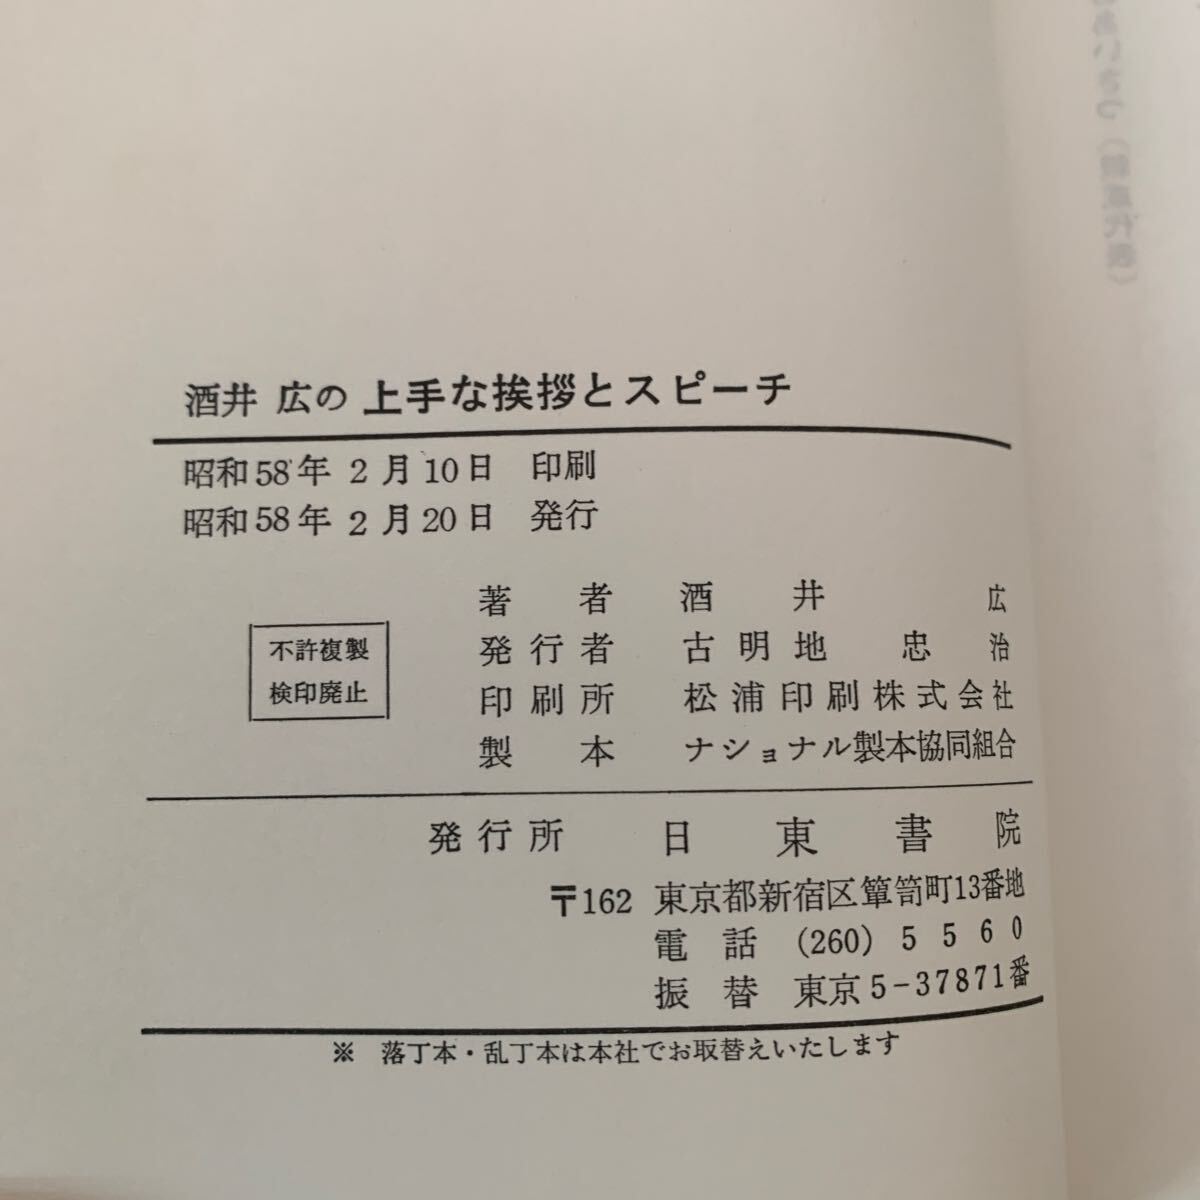 酒井 広の 上手な挨拶とスピーチ
昭和58年 2月10日 印刷
昭和58年 2月20日 発行
不許複製
検印廃止
著者 酒井 広
発行者 古明地 忠治
印刷所 松浦印刷株式会社
製本 ナショナル製本協同組合
発行所 日東書院
〒162 東京都新宿区簞笥町13番地
電話 (260) 5560
振替 東京5-37871番
※ 落丁本・乱丁本は本社でお取替えいたします